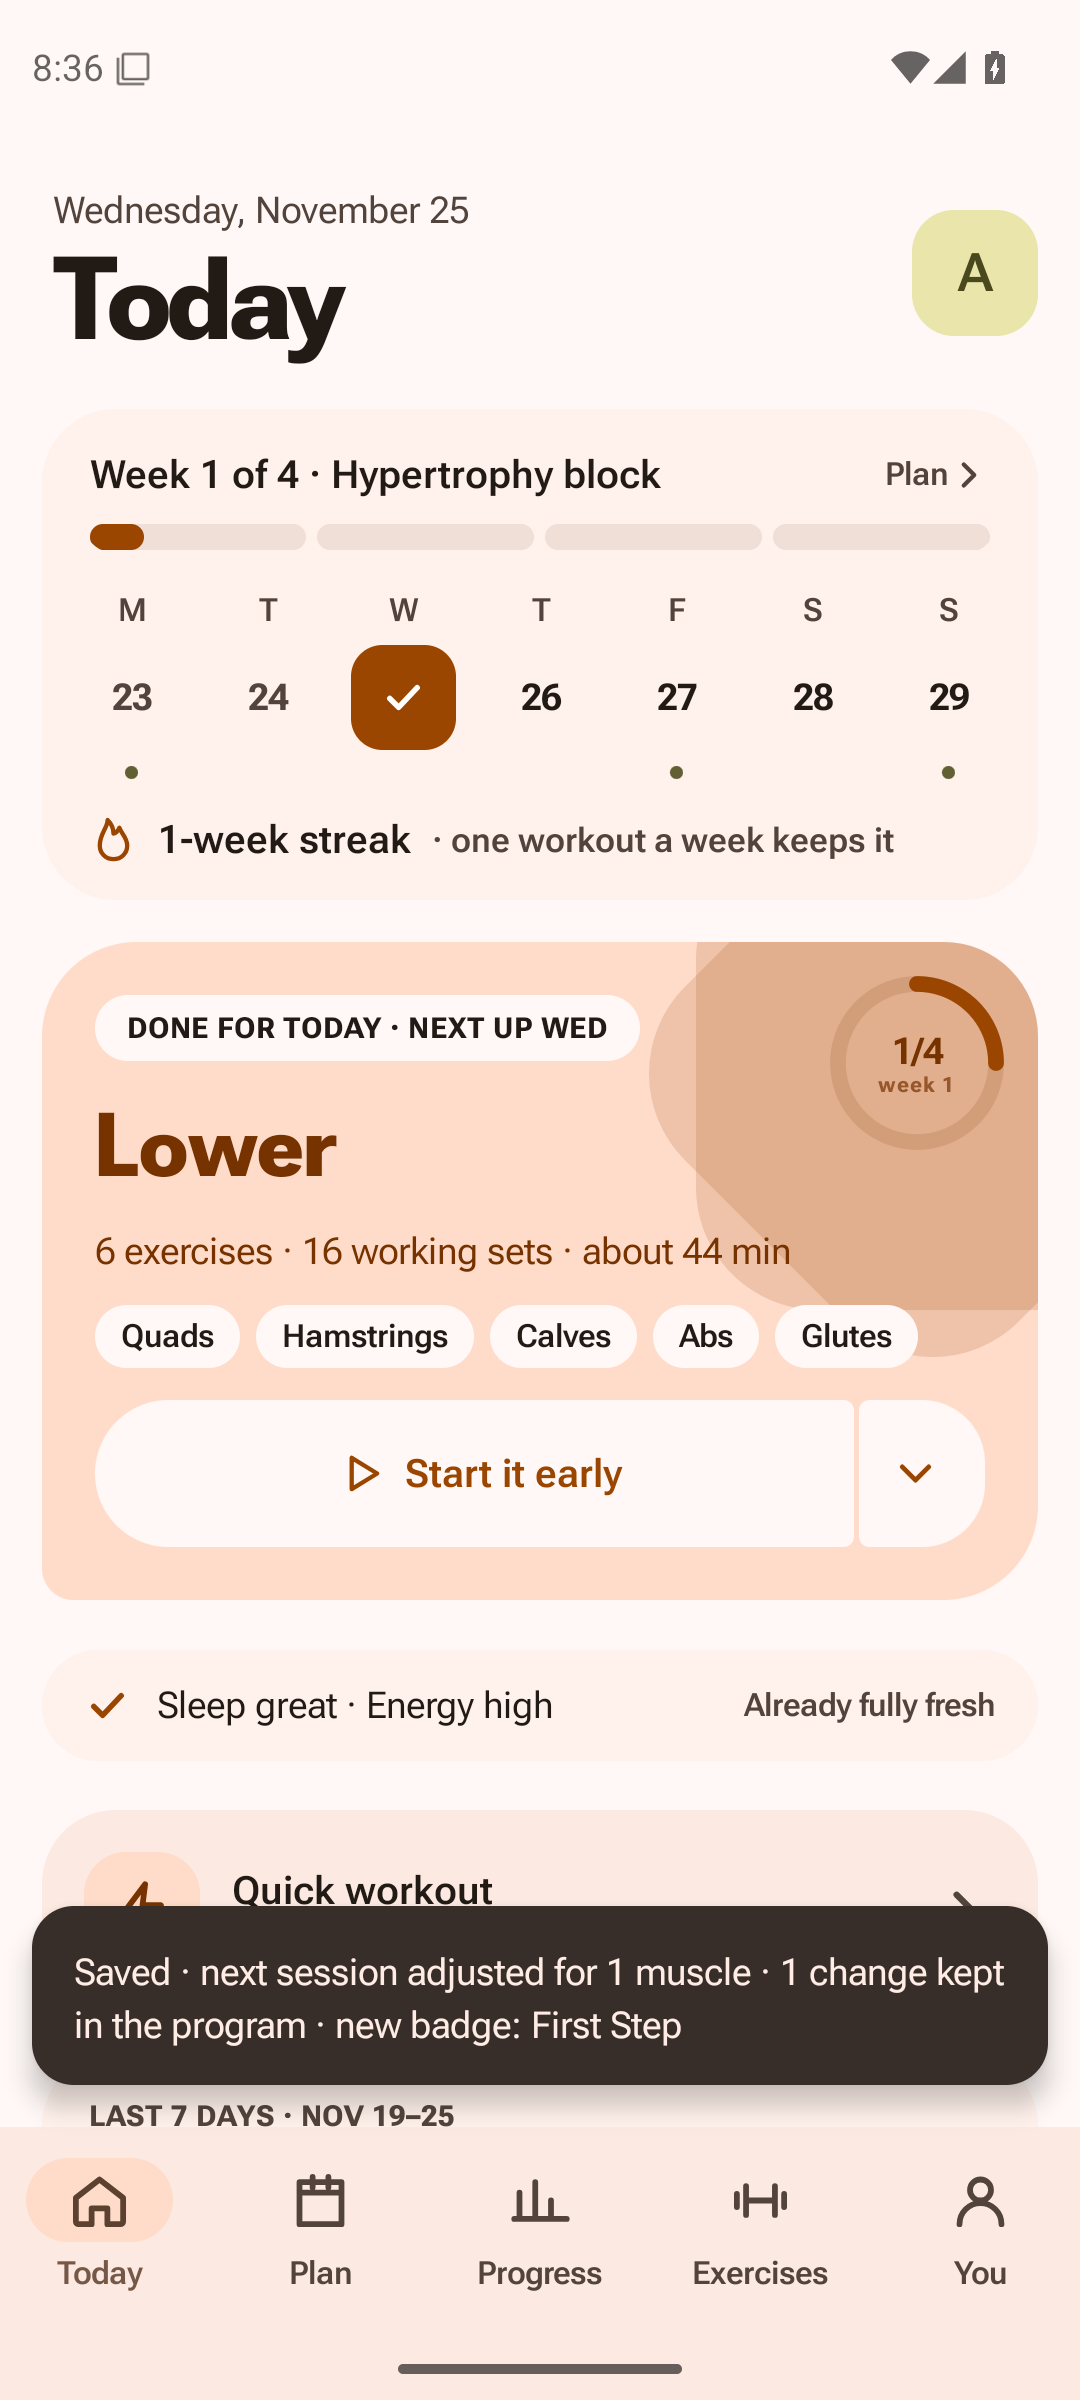 8:36
Wednesday, November 25
Today
A
Week 1 of 4 · Hypertrophy block
Plan
M T W T F S S
23 24 26 27 28 29
1-week streak · one workout a week keeps it
DONE FOR TODAY · NEXT UP WED
1/4
week 1
Lower
6 exercises · 16 working sets · about 44 min
Quads Hamstrings Calves Abs Glutes
Start it early
Sleep great · Energy high
Already fully fresh
Quick workout
Saved · next session adjusted for 1 muscle · 1 change kept
in the program · new badge: First Step
LAST 7 DAYS · NOV 19–25
Today Plan Progress Exercises You